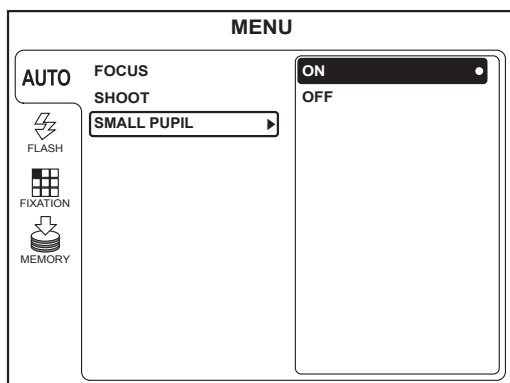 MENU
AUTO
FLASH
FIXATION
MEMORY
FOCUS
SHOOT
SMALL PUPIL
ON
OFF